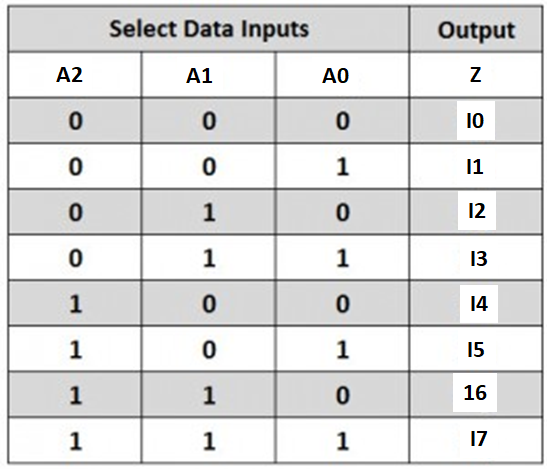 Select Data Inputs Output
A2 A1 A0 Z
0 0 0 I0
0 0 1 I1
0 1 0 I2
0 1 1 I3
1 0 0 I4
1 0 1 I5
1 1 0 16
1 1 1 I7